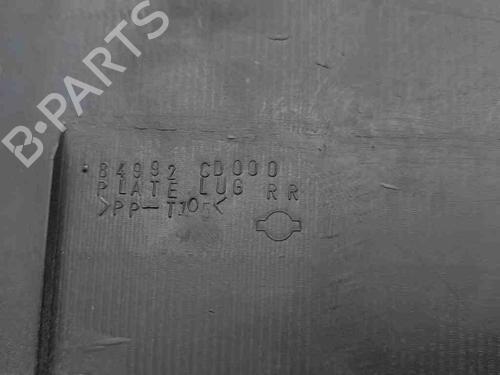 B-PARTS
84992 CD000
PLATE LUG RR
>PP-T10<